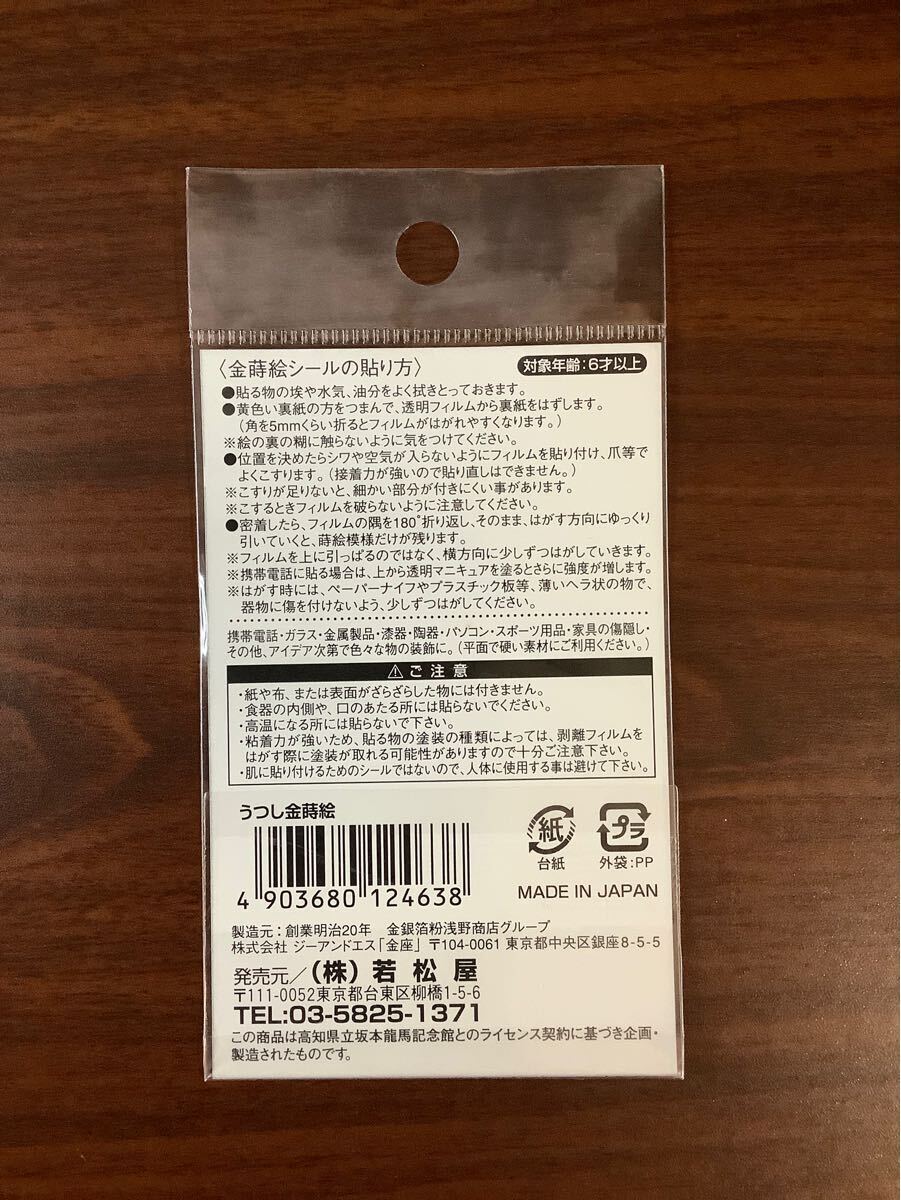 〈金蒔絵シールの貼り方〉
対象年齢:6才以上
●貼る物の埃や水気、油分をよく拭きとっておきます。
●黄色い裏紙の方をつまんで、透明フィルムから裏紙をはずします。
(角を5mmくらい折るとフィルムがはがれやすくなります。)
※絵の裏の糊に触らないように気をつけてください。
●位置を決めたらシワや空気が入らないようにフィルムを貼り付け、爪等で
よくこすります。(接着力が強いので貼り直しはできません。)
※こすりが足りないと、細かい部分が付きにくい事があります。
※こするときフィルムを破らないように注意してください。
●密着したら、フィルムの隅を180°折り返し、そのまま、はがす方向にゆっくり
引いていくと、蒔絵模様だけが残ります。
※フィルムを上に引っぱるのではなく、横方向に少しずつはがしていきます。
※携帯電話に貼る場合は、上から透明マニキュアを塗るとさらに強度が増します。
※はがす時には、ペーパーナイフやプラスチック板等、薄いヘラ状の物で、
器物に傷を付けないよう、少しずつはがしてください。
携帯電話・ガラス・金属製品・漆器・陶器・パソコン・スポーツ用品・家具の傷隠し・
その他、アイデア次第で色々な物の装飾に。(平面で硬い素材にご利用ください。)
⚠ご注意
・紙や布、または表面がざらざらした物には付きません。
・食器の内側や、口のあたる所には貼らないでください。
・高温になる所には貼らないで下さい。
・粘着力が強いため、貼る物の塗装の種類によっては、剥離フィルムを
はがす際に塗装が取れる可能性がありますので十分ご注意下さい。
・肌に貼り付けるためのシールではないので、人体に使用する事は避けて下さい。
うつし金蒔絵
4 903680 124638
紙
台紙
プラ
外袋:PP
MADE IN JAPAN
製造元:創業明治20年 金銀箔粉浅野商店グループ
株式会社 ジーアンドエス「金座」〒104-0061 東京都中央区銀座8-5-5
発売元/(株)若松屋
〒111-0052東京都台東区柳橋1-5-6
TEL:03-5825-1371
この商品は高知県立坂本龍馬記念館とのライセンス契約に基づき企画・
製造されたものです。